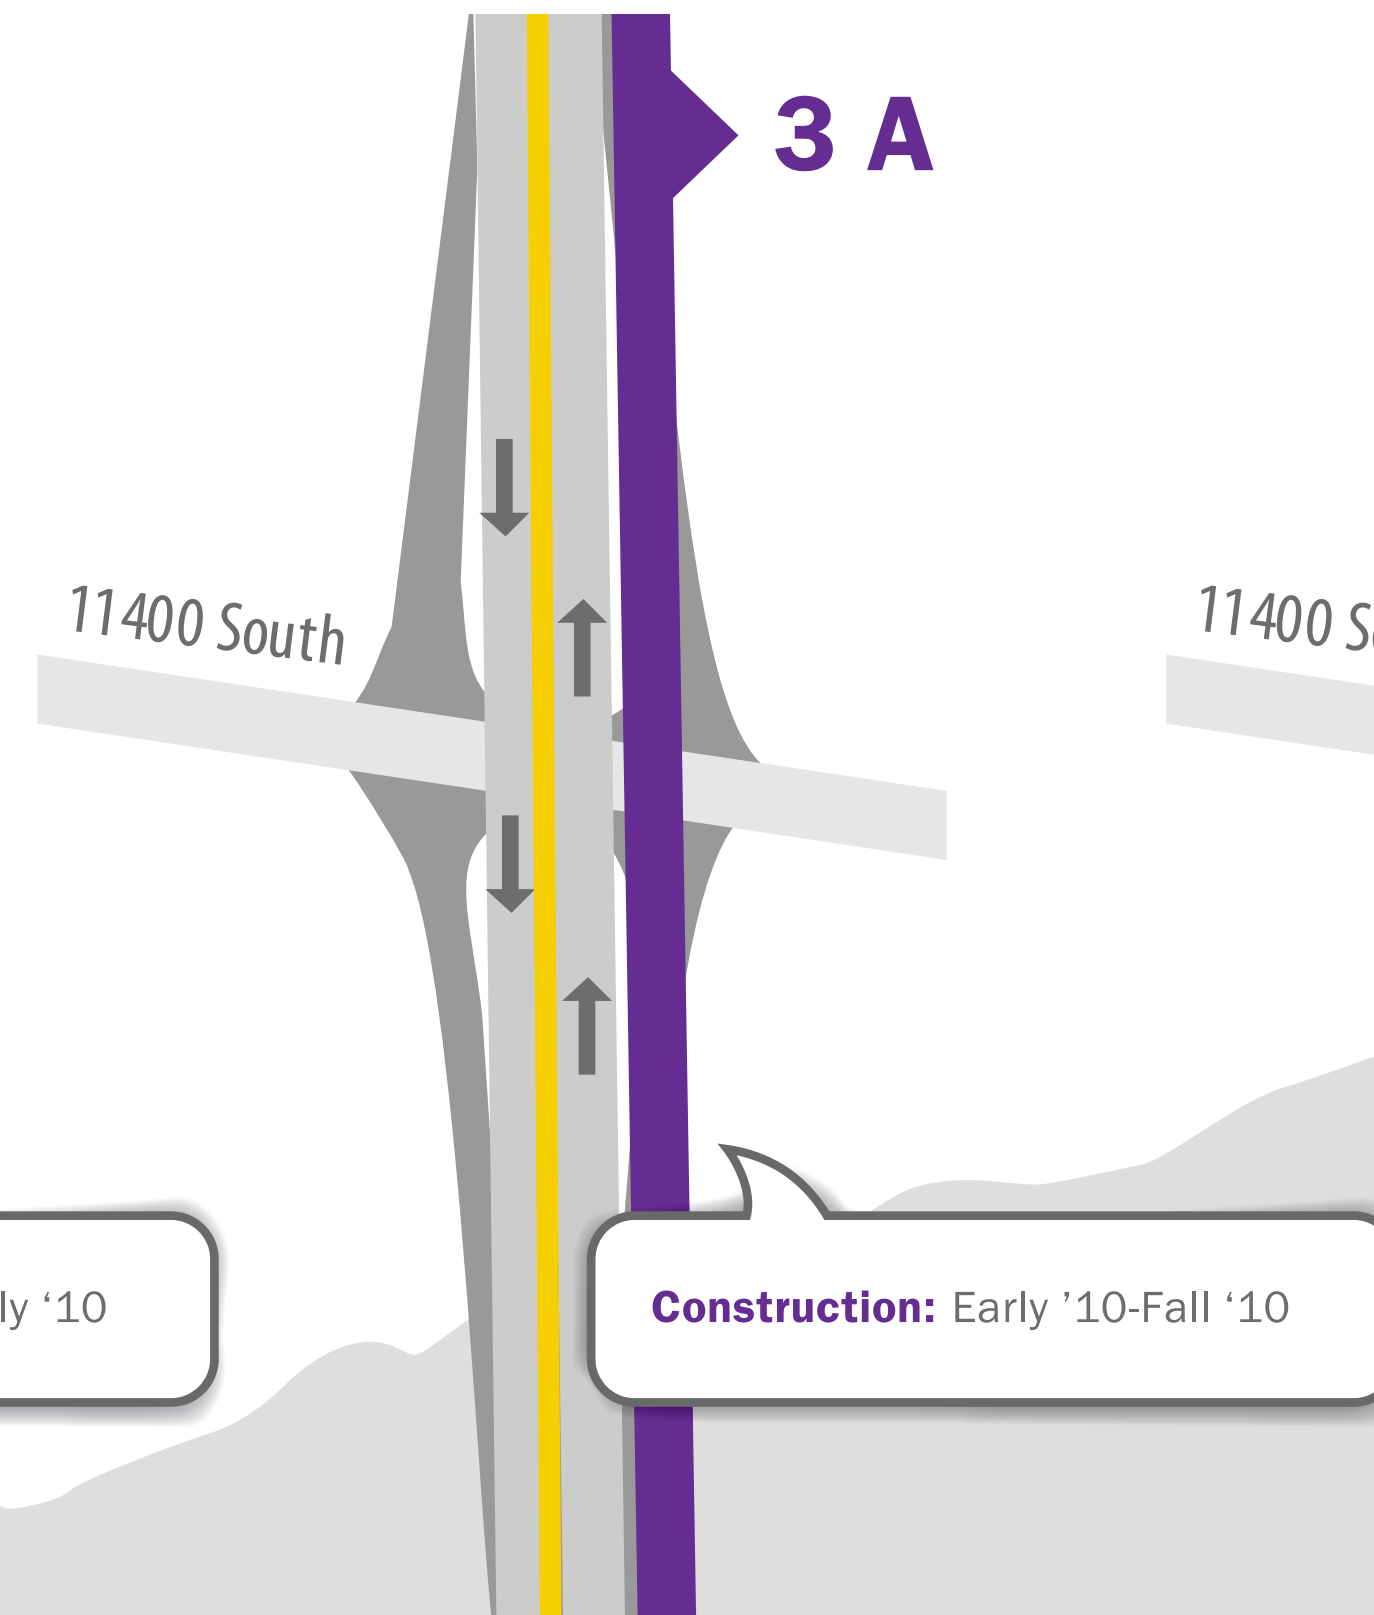 3 A
11400 South
11400
ly ‘10
Construction: Early ’10-Fall ‘10